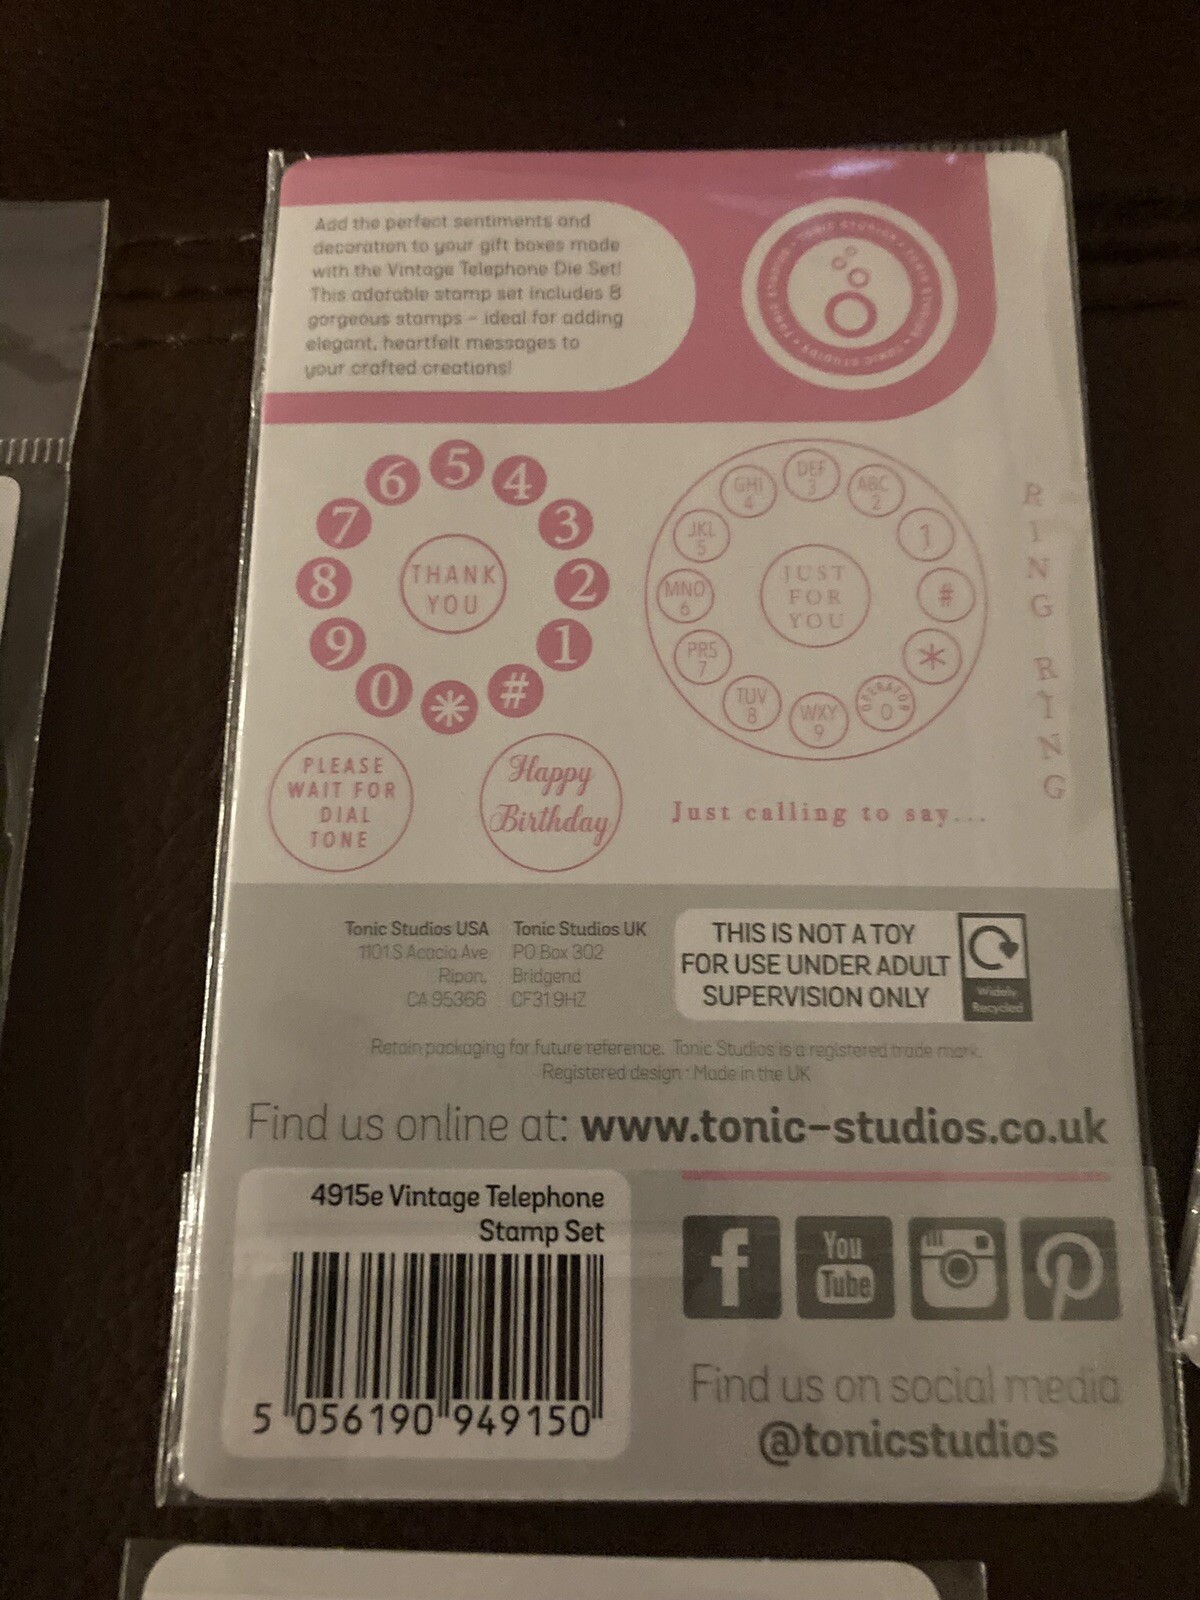 Add the perfect sentiments and
decoration to your gift boxes made
with the Vintage Telephone Die Set!
This adorable stamp set includes 8
gorgeous stamps – ideal for adding
elegant, heartfelt messages to
your crafted creations!
TONIC STUDIOS • TONIC STUDIOS • TONIC STUDIOS • TONIC STUDIOS
5
6
4
7
3
8
2
9
1
0
*
#
THANK
YOU
DEF
3
GHI
4
ABC
2
JKL
5
1
MNO
6
#
PRS
7
*
TUV
8
WXY
9
OPERATOR
0
JUST
FOR
YOU
RING RING
PLEASE
WAIT FOR
DIAL
TONE
Happy
Birthday
Just calling to say...
Tonic Studios USA
1101 S Acacia Ave
Ripon,
CA 95366
Tonic Studios UK
PO Box 302
Bridgend
CF31 9HZ
THIS IS NOT A TOY
FOR USE UNDER ADULT
SUPERVISION ONLY
Widely
Recycled
Retain packaging for future reference. Tonic Studios is a registered trade mark.
Registered design · Made in the UK
Find us online at: www.tonic-studios.co.uk
4915e Vintage Telephone
Stamp Set
5 056190 949150
f
You
Tube
Find us on social media
@tonicstudios